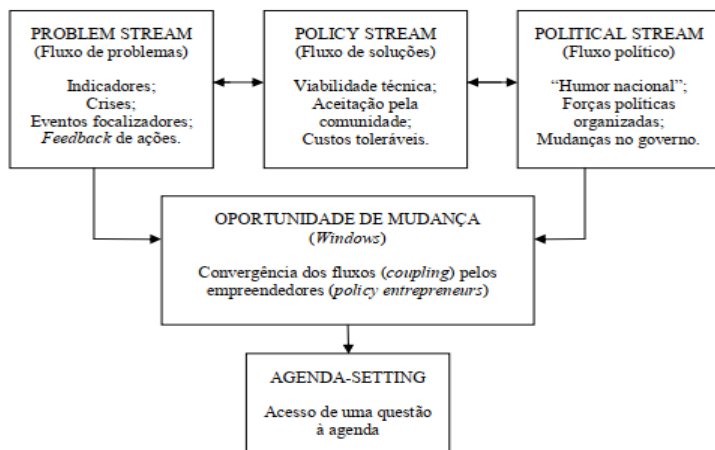 PROBLEM STREAM
(Fluxo de problemas)
Indicadores;
Crises;
Eventos focalizadores;
Feedback de ações.
POLICY STREAM
(Fluxo de soluções)
Viabilidade técnica;
Aceitação pela
comunidade;
Custos toleráveis.
POLITICAL STREAM
(Fluxo político)
“Humor nacional”;
Forças políticas
organizadas;
Mudanças no governo.
OPORTUNIDADE DE MUDANÇA
(Windows)
Convergência dos fluxos (coupling) pelos
empreendedores (policy entrepreneurs)
AGENDA-SETTING
Acesso de uma questão
à agenda